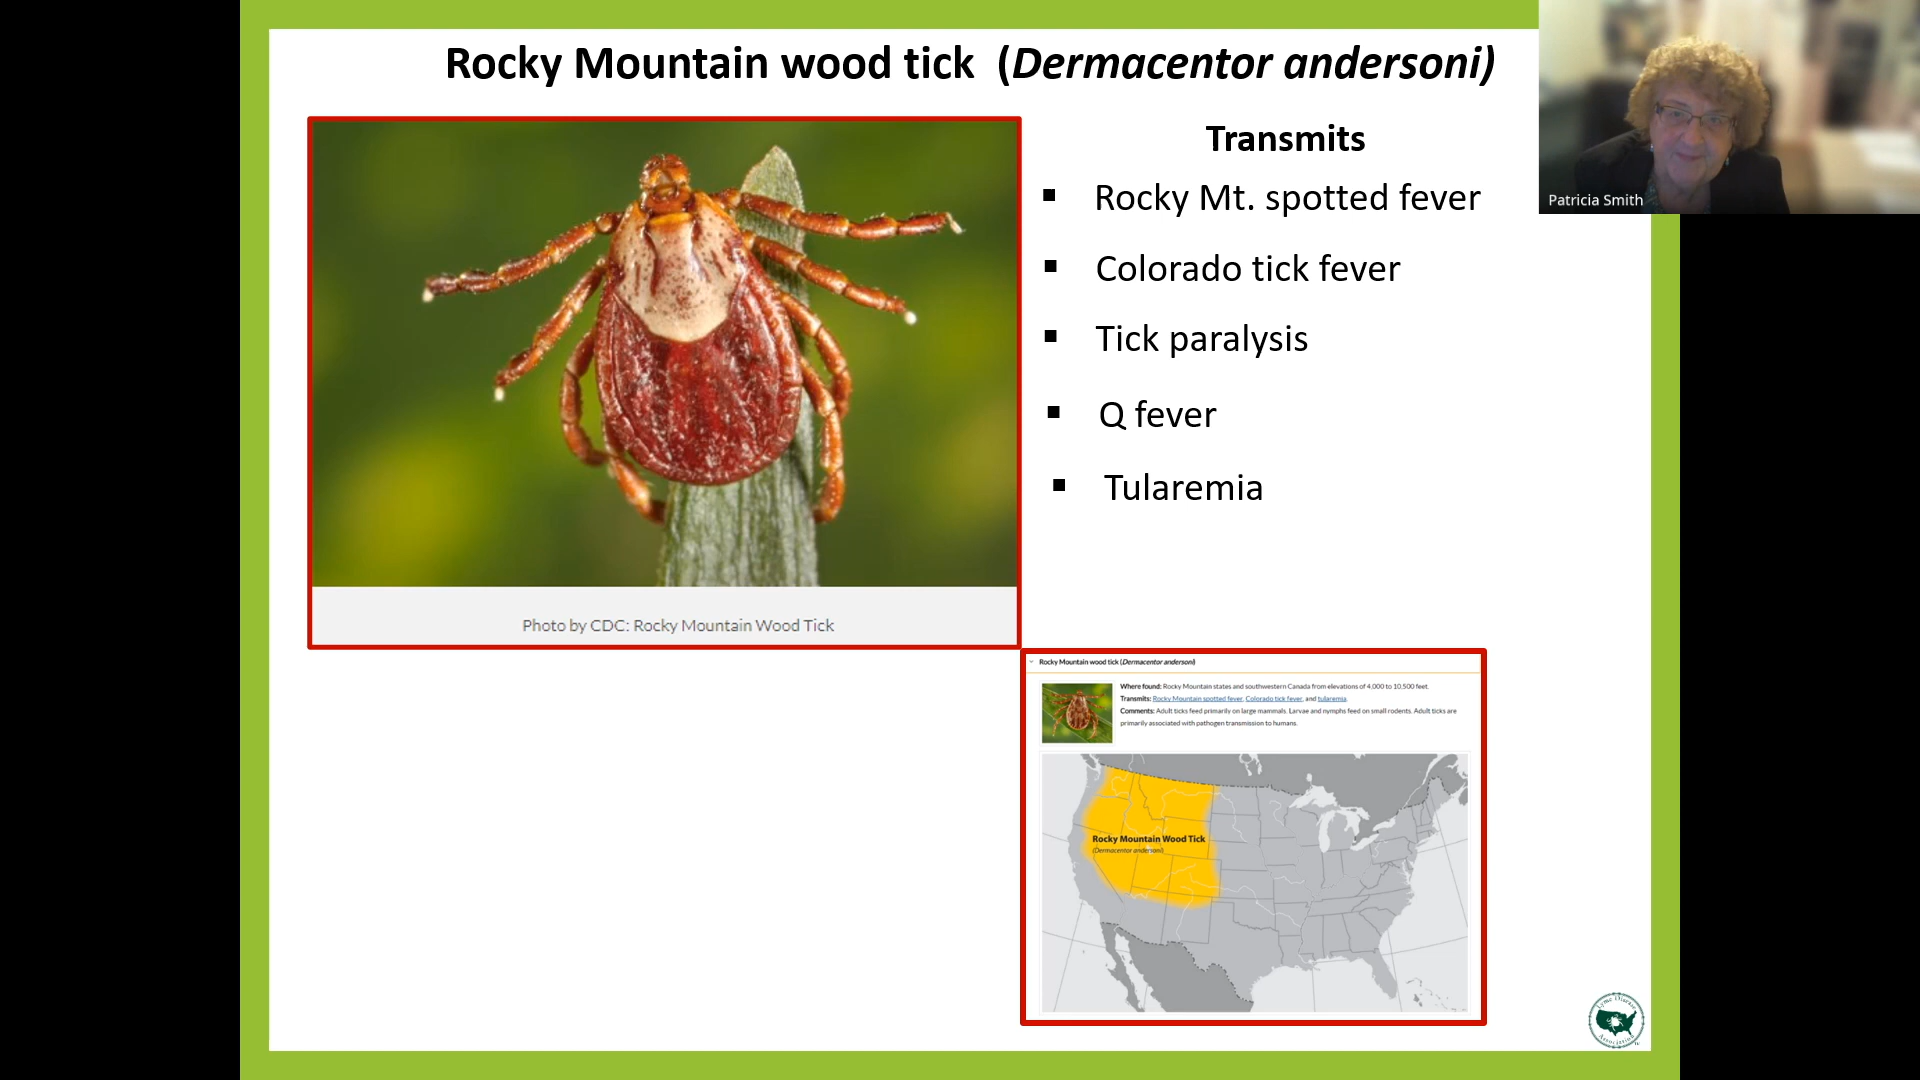 Rocky Mountain wood tick (Dermacentor andersoni)
Patricia Smith
Transmits
▪ Rocky Mt. spotted fever
▪ Colorado tick fever
▪ Tick paralysis
▪ Q fever
▪ Tularemia
Photo by CDC: Rocky Mountain Wood Tick
Rocky Mountain wood tick (Dermacentor andersoni)
Where found: Rocky Mountain states and southwestern Canada from elevations of 4,000 to 10,500 feet.
Transmits: Rocky Mountain spotted fever, Colorado tick fever, and tularemia.
Comments: Adult ticks feed primarily on large mammals. Larvae and nymphs feed on small rodents. Adult ticks are
primarily associated with pathogen transmission to humans.
Rocky Mountain Wood Tick
(Dermacentor andersoni)
Lyme Disease
Association